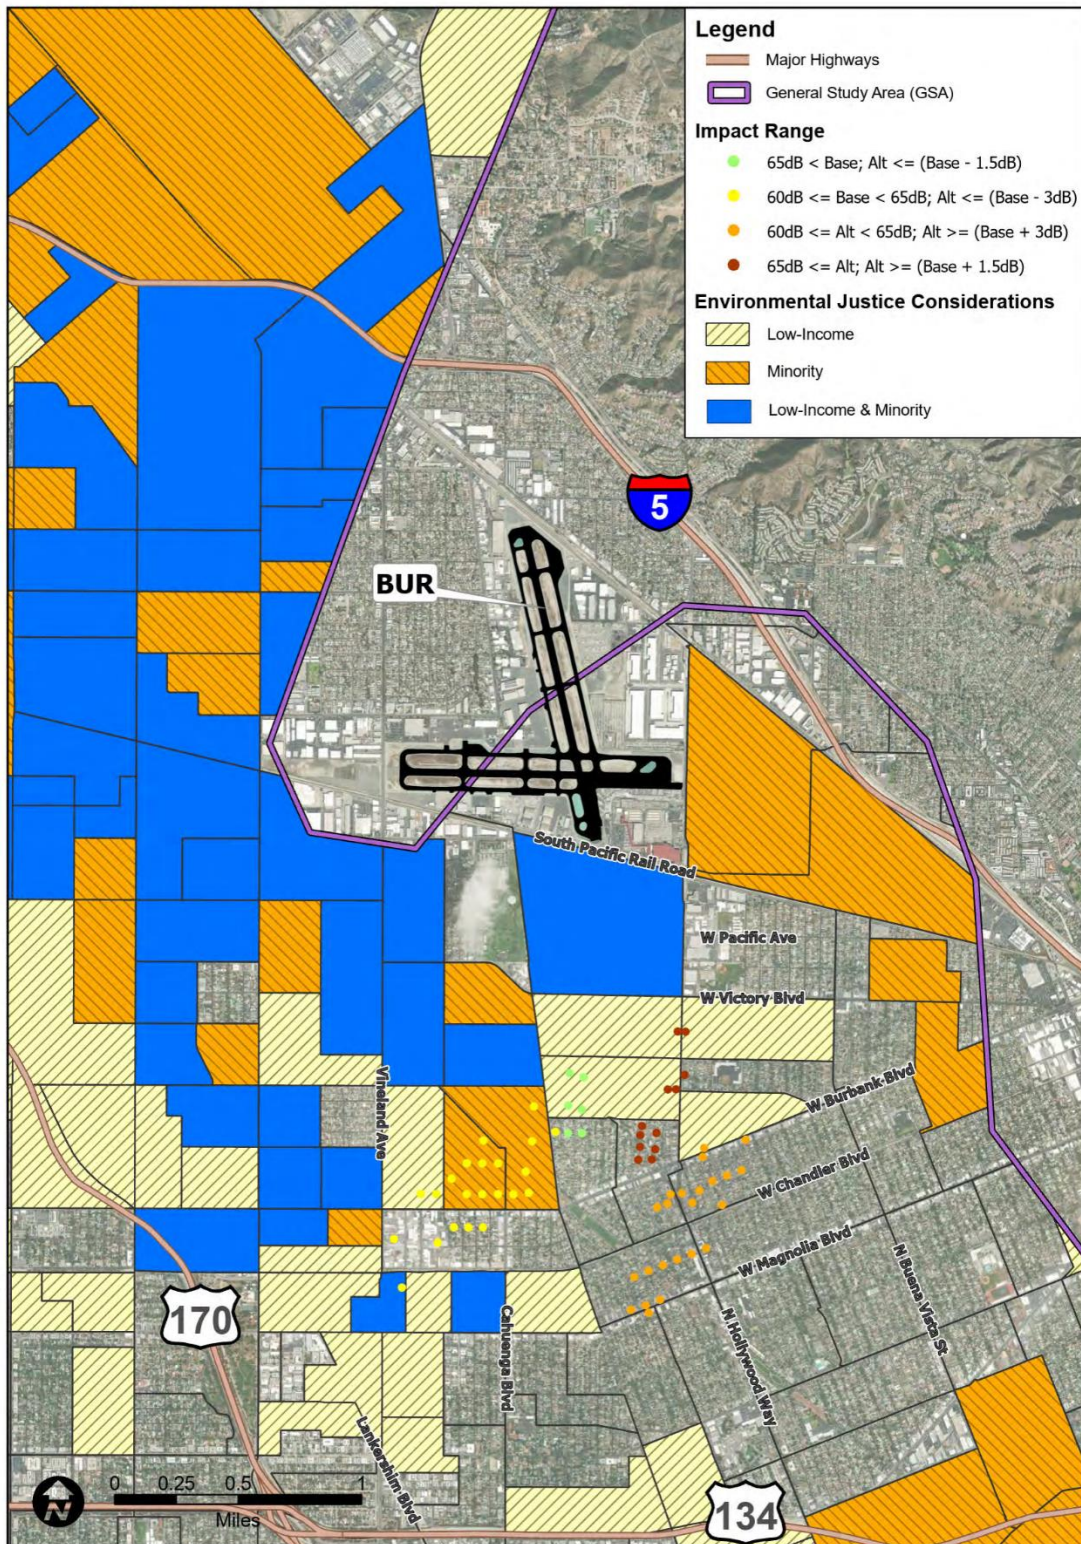 Legend
Major Highways
General Study Area (GSA)
Impact Range
65dB < Base; Alt <= (Base - 1.5dB)
60dB <= Base < 65dB; Alt <= (Base - 3dB)
60dB <= Alt < 65dB; Alt >= (Base + 3dB)
65dB <= Alt; Alt >= (Base + 1.5dB)
Environmental Justice Considerations
Low-Income
Minority
Low-Income & Minority
5
BUR
South Pacific Rail Road
W Pacific Ave
W Victory Blvd
Vineland Ave
W Burbank Blvd
W Chandler Blvd
W Magnolia Blvd
N Buena Vista St
N Hollywood Way
Cahuenga Blvd
170
Lankershim Blvd
134
N
0 0.25 0.5 1
Miles